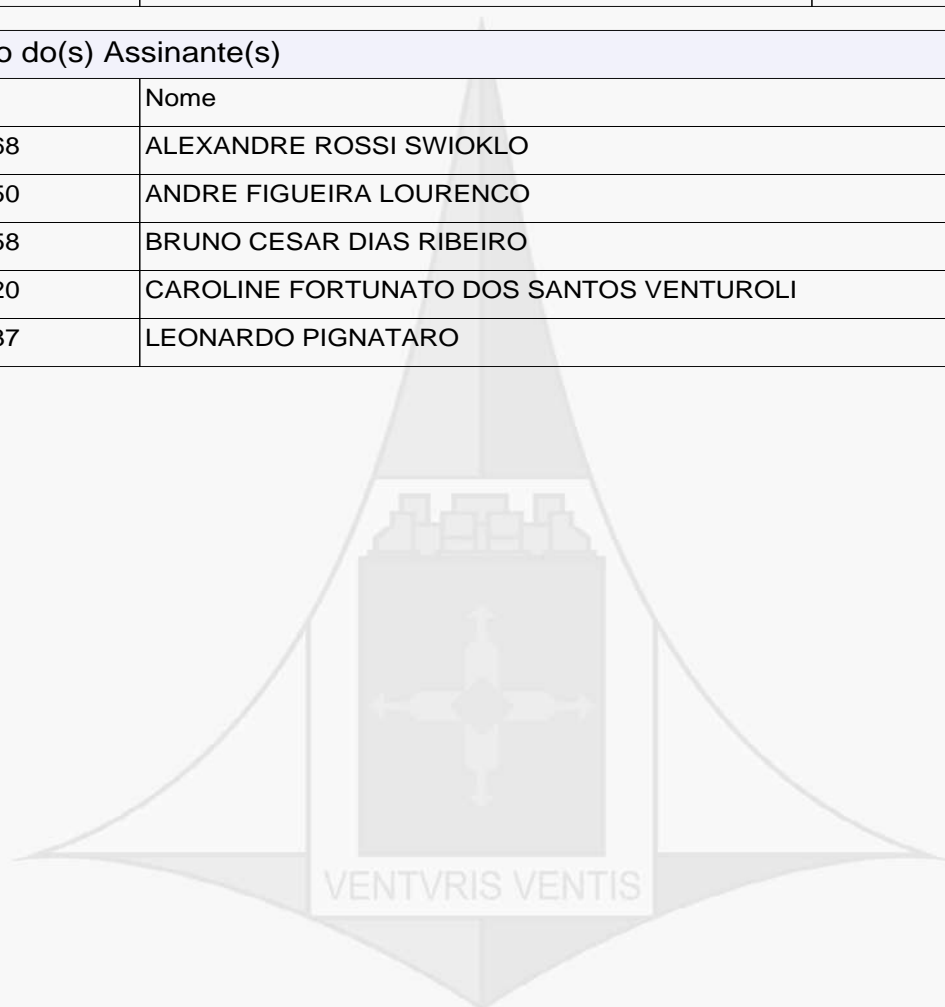 o do(s) Assinante(s)
Nome
68 ALEXANDRE ROSSI SWIOKLO
50 ANDRE FIGUEIRA LOURENCO
58 BRUNO CESAR DIAS RIBEIRO
20 CAROLINE FORTUNATO DOS SANTOS VENTUROLI
37 LEONARDO PIGNATARO
VENTVRIS VENTIS